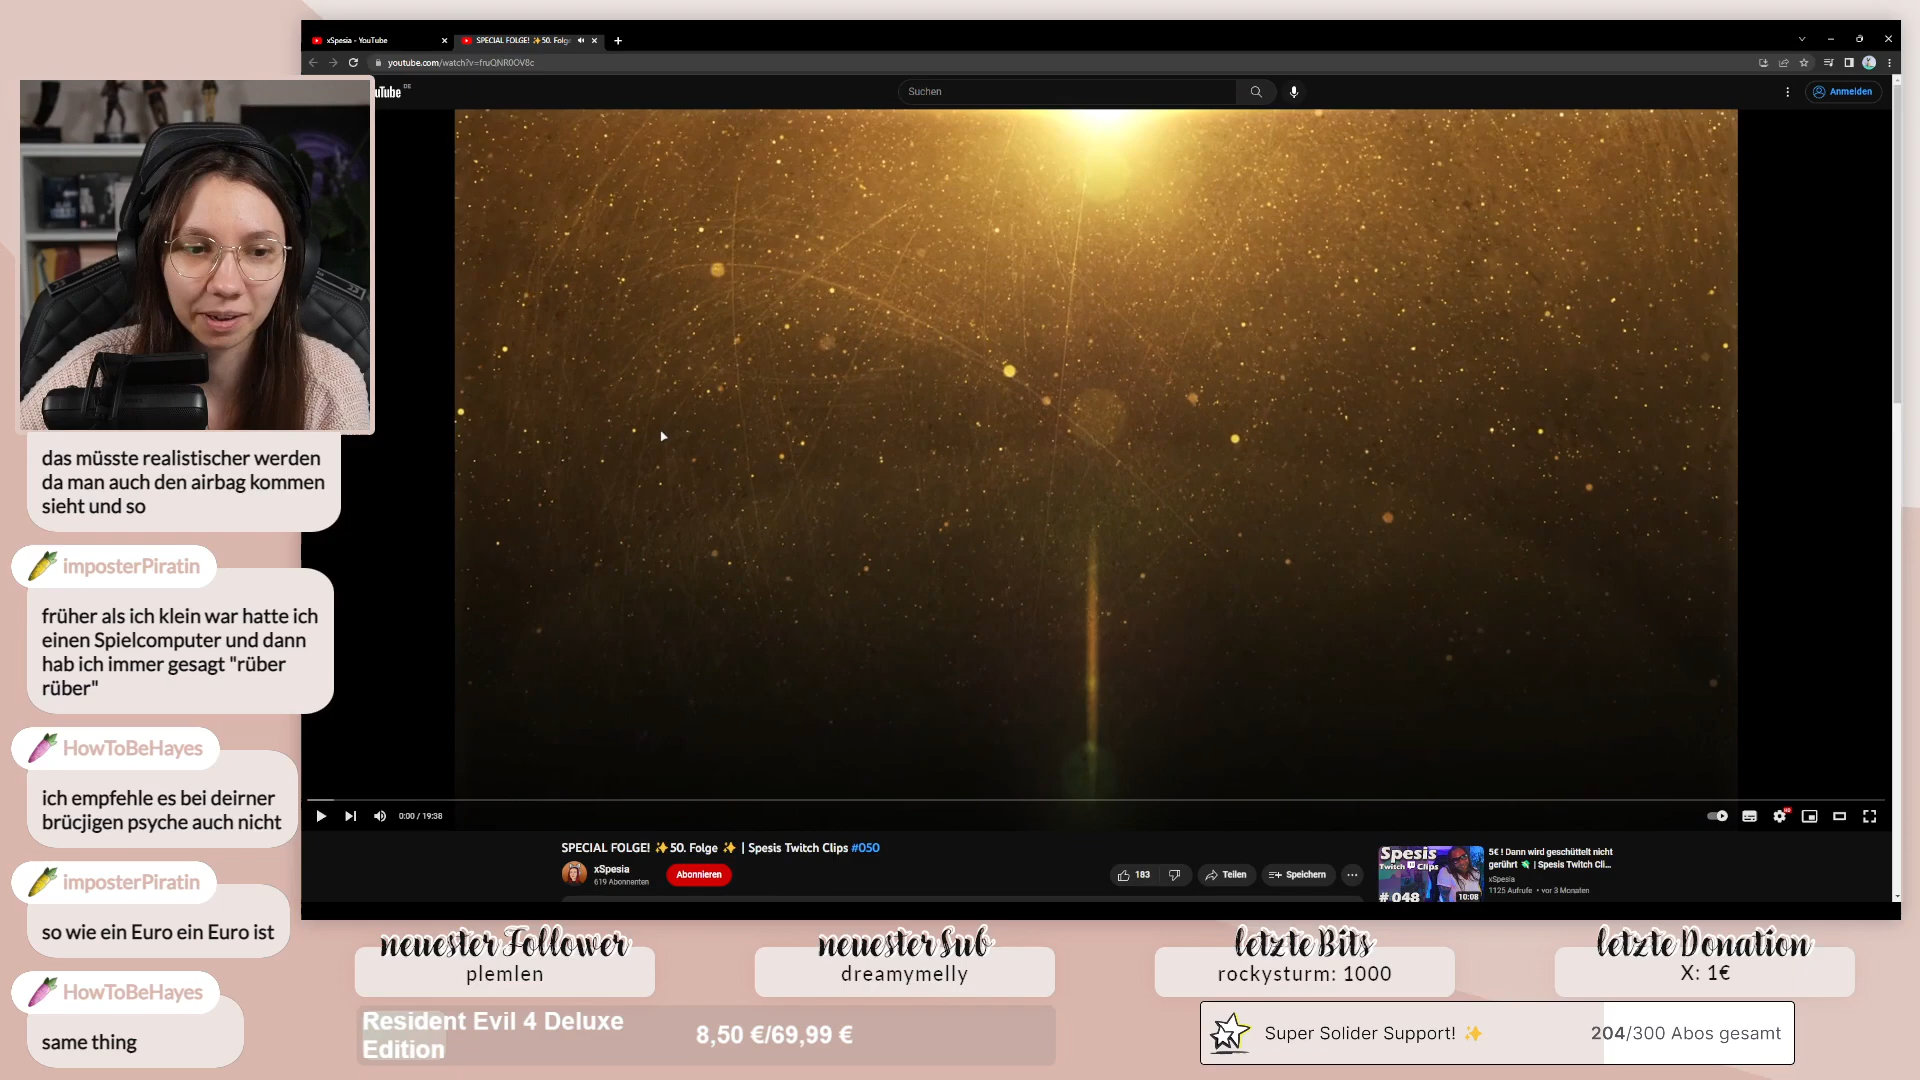 xSpesia - YouTube
SPECIAL FOLGE! ✨50. Folg
youtube.com/watch?v=fruQNR0OV8c
uTube DE
Suchen
Anmelden
das müsste realistischer werden
da man auch den airbag kommen
sieht und so
imposterPiratin
früher als ich klein war hatte ich
einen Spielcomputer und dann
hab ich immer gesagt "rüber
rüber"
HowToBeHayes
ich empfehle es bei deirner
brücjigen psyche auch nicht
imposterPiratin
so wie ein Euro ein Euro ist
HowToBeHayes
same thing
0:00 / 19:38
SPECIAL FOLGE! ✨50. Folge ✨ | Spesis Twitch Clips #050
xSpesia
619 Abonnenten
Abonnieren
183
Teilen
Speichern
Spesis
Twitch Clips
#048
10:08
5€ ! Dann wird geschüttelt nicht
gerührt 💸 | Spesis Twitch Cli...
xSpesia
1125 Aufrufe • vor 3 Monaten
neuester Follower
plemlen
neuester Sub
dreamymelly
letzte Bits
rockysturm: 1000
letzte Donation
X: 1€
Resident Evil 4 Deluxe
Edition
8,50 €/69,99 €
Super Solider Support! ✨
204/300 Abos gesamt